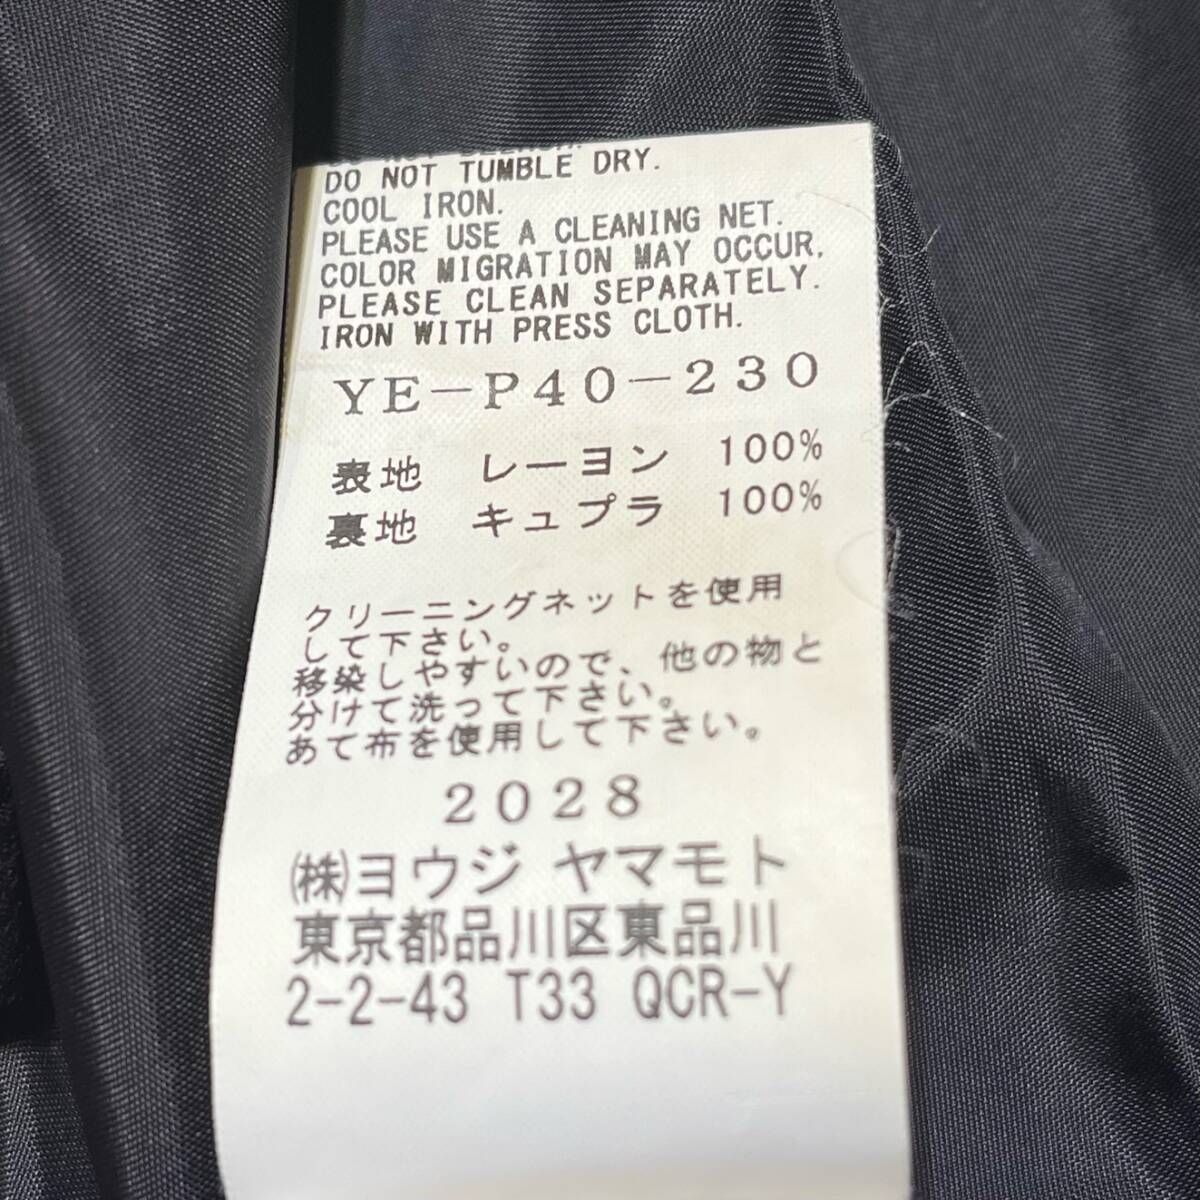 DO NOT TUMBLE DRY.
COOL IRON.
PLEASE USE A CLEANING NET.
COLOR MIGRATION MAY OCCUR.
PLEASE CLEAN SEPARATELY.
IRON WITH PRESS CLOTH.
YE-P40-230
表地 レーヨン 100%
裏地 キュプラ 100%
クリーニングネットを使用
して下さい。
移染しやすいので、他の物と
分けて洗って下さい。
あて布を使用して下さい。
2028
(株)ヨウジ ヤマモト
東京都品川区東品川
2-2-43 T33 QCR-Y